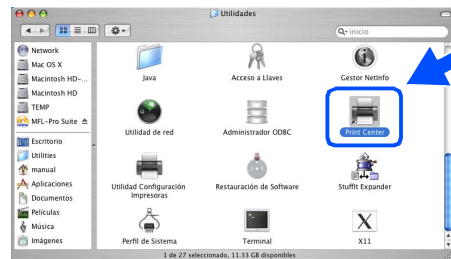 Utilidades
inicio
Network
Mac OS X
Macintosh HD-...
Macintosh HD
TEMP
MFL-Pro Suite
Escritorio
Utilities
manual
Aplicaciones
Documentos
Películas
Música
Imágenes
Java
Acceso a Llaves
Gestor NetInfo
Utilidad de red
Administrador ODBC
Print Center
Utilidad Configuración
Impresoras
Restauración de Software
StuffIt Expander
Perfil de Sistema
Terminal
X11
1 de 27 seleccionado, 11.33 GB disponibles